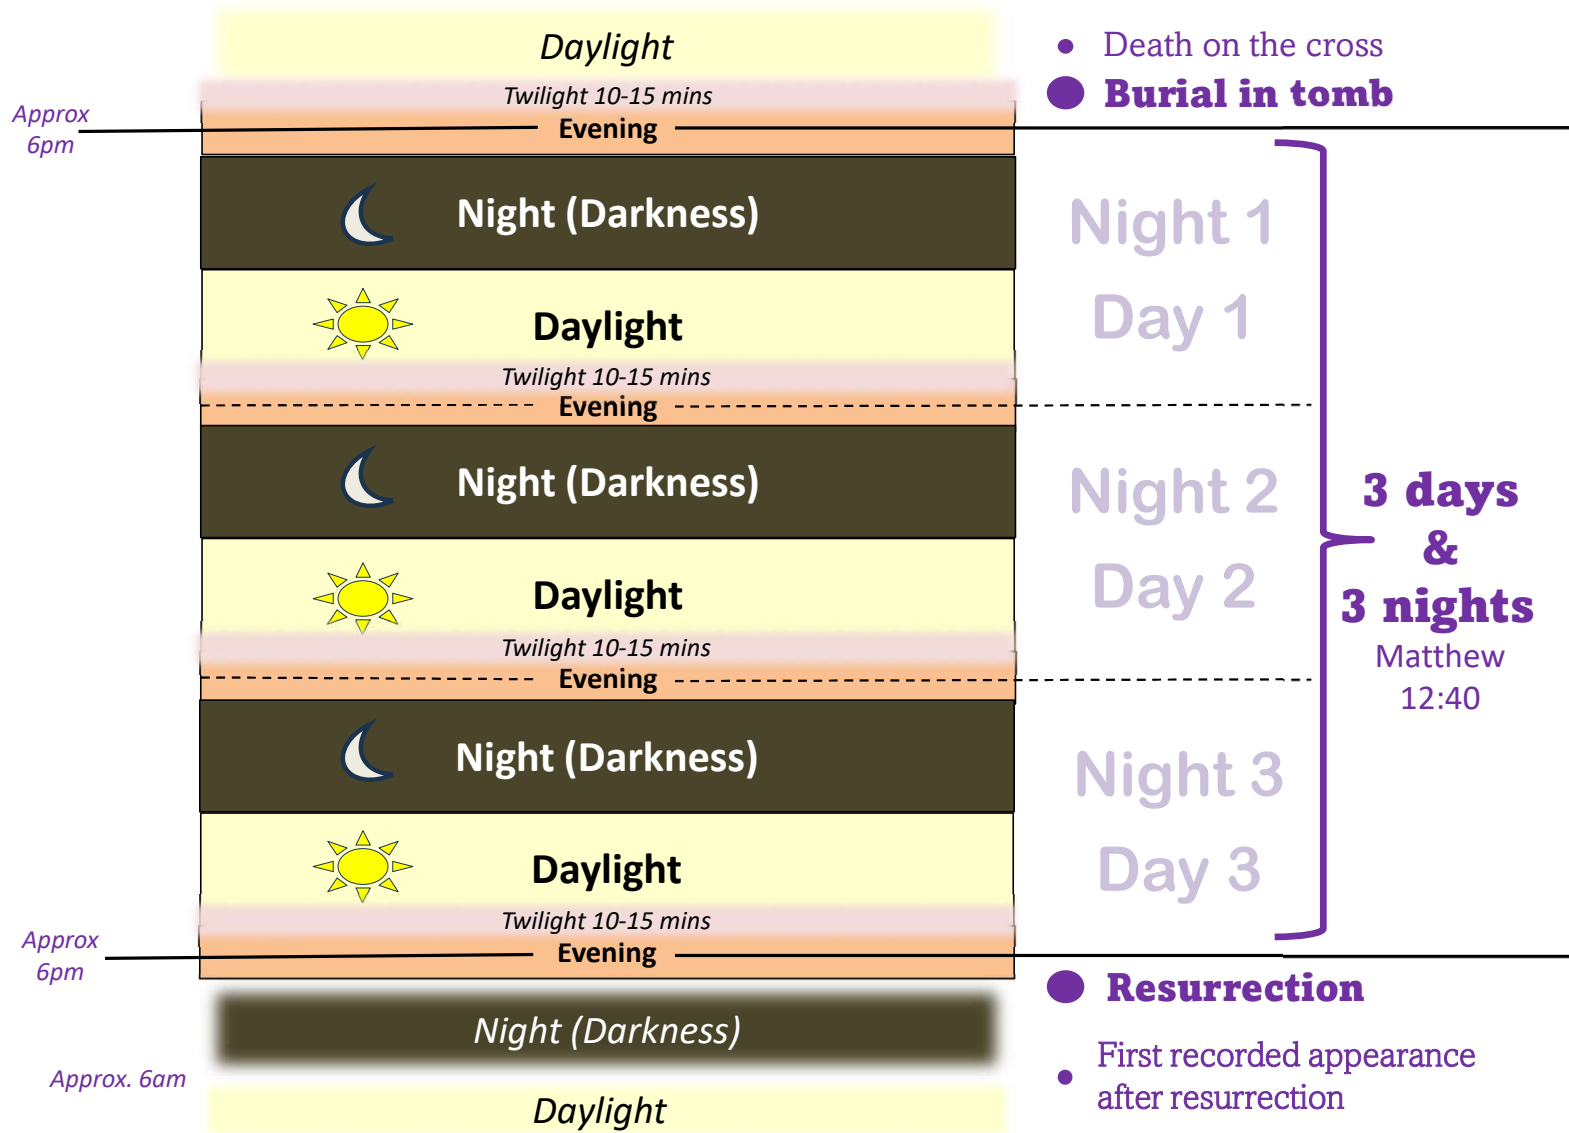 Daylight
• Death on the cross
Twilight 10-15 mins
● Burial in tomb
Approx
6pm
Evening
Night (Darkness)
Night 1
Daylight
Day 1
Twilight 10-15 mins
Evening
Night (Darkness)
Night 2
3 days
&
3 nights
Matthew
12:40
Daylight
Day 2
Twilight 10-15 mins
Evening
Night (Darkness)
Night 3
Daylight
Day 3
Twilight 10-15 mins
Approx
6pm
Evening
● Resurrection
Night (Darkness)
• First recorded appearance
after resurrection
Approx. 6am
Daylight